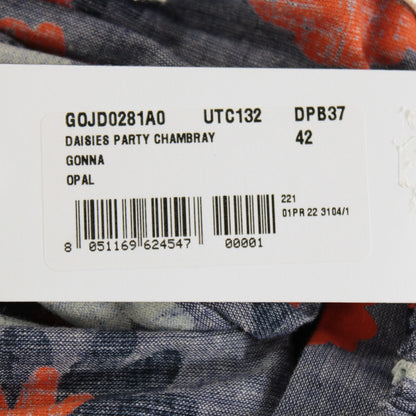 GOJD0281A0 UTC132 DPB37
DAISIES PARTY CHAMBRAY 42
GONNA
OPAL
221
01PR 22 3104/1
8 051169 624547 00001